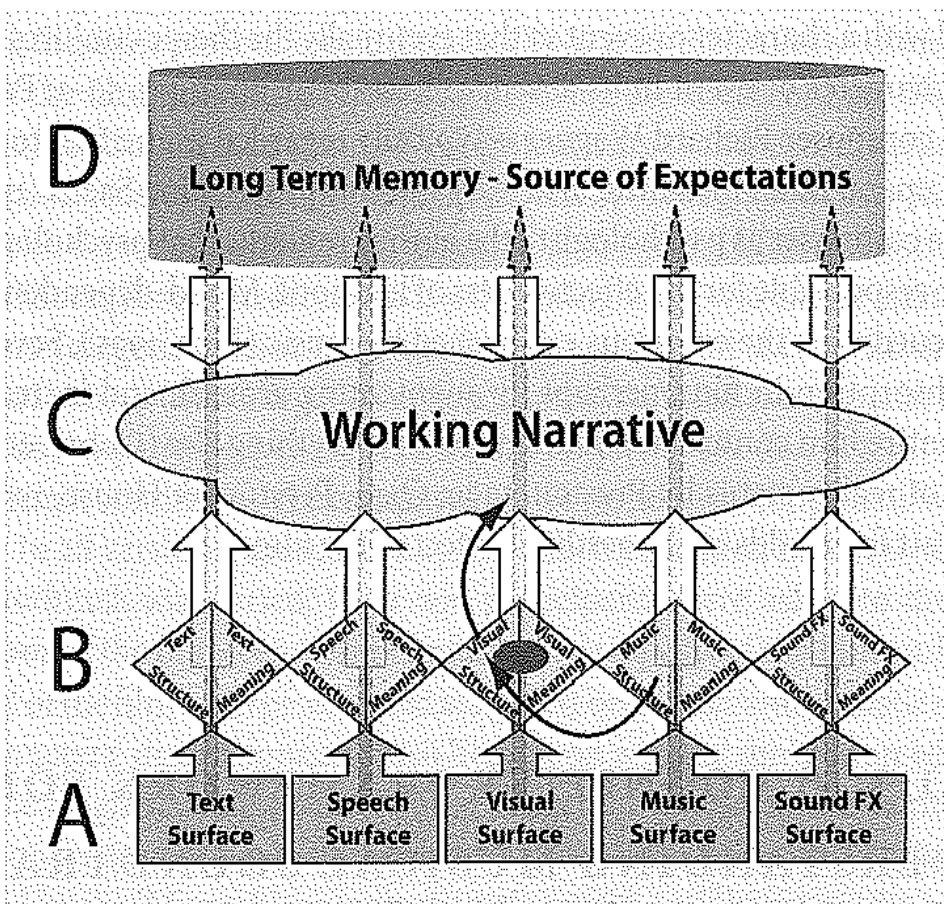 D
Long Term Memory - Source of Expectations
C
Working Narrative
B
Text Structure
Text Meaning
Speech Structure
Speech Meaning
Visual Structure
Visual Meaning
Music Structure
Music Meaning
Sound FX Structure
Sound FX Meaning
A
Text
Surface
Speech
Surface
Visual
Surface
Music
Surface
Sound FX
Surface